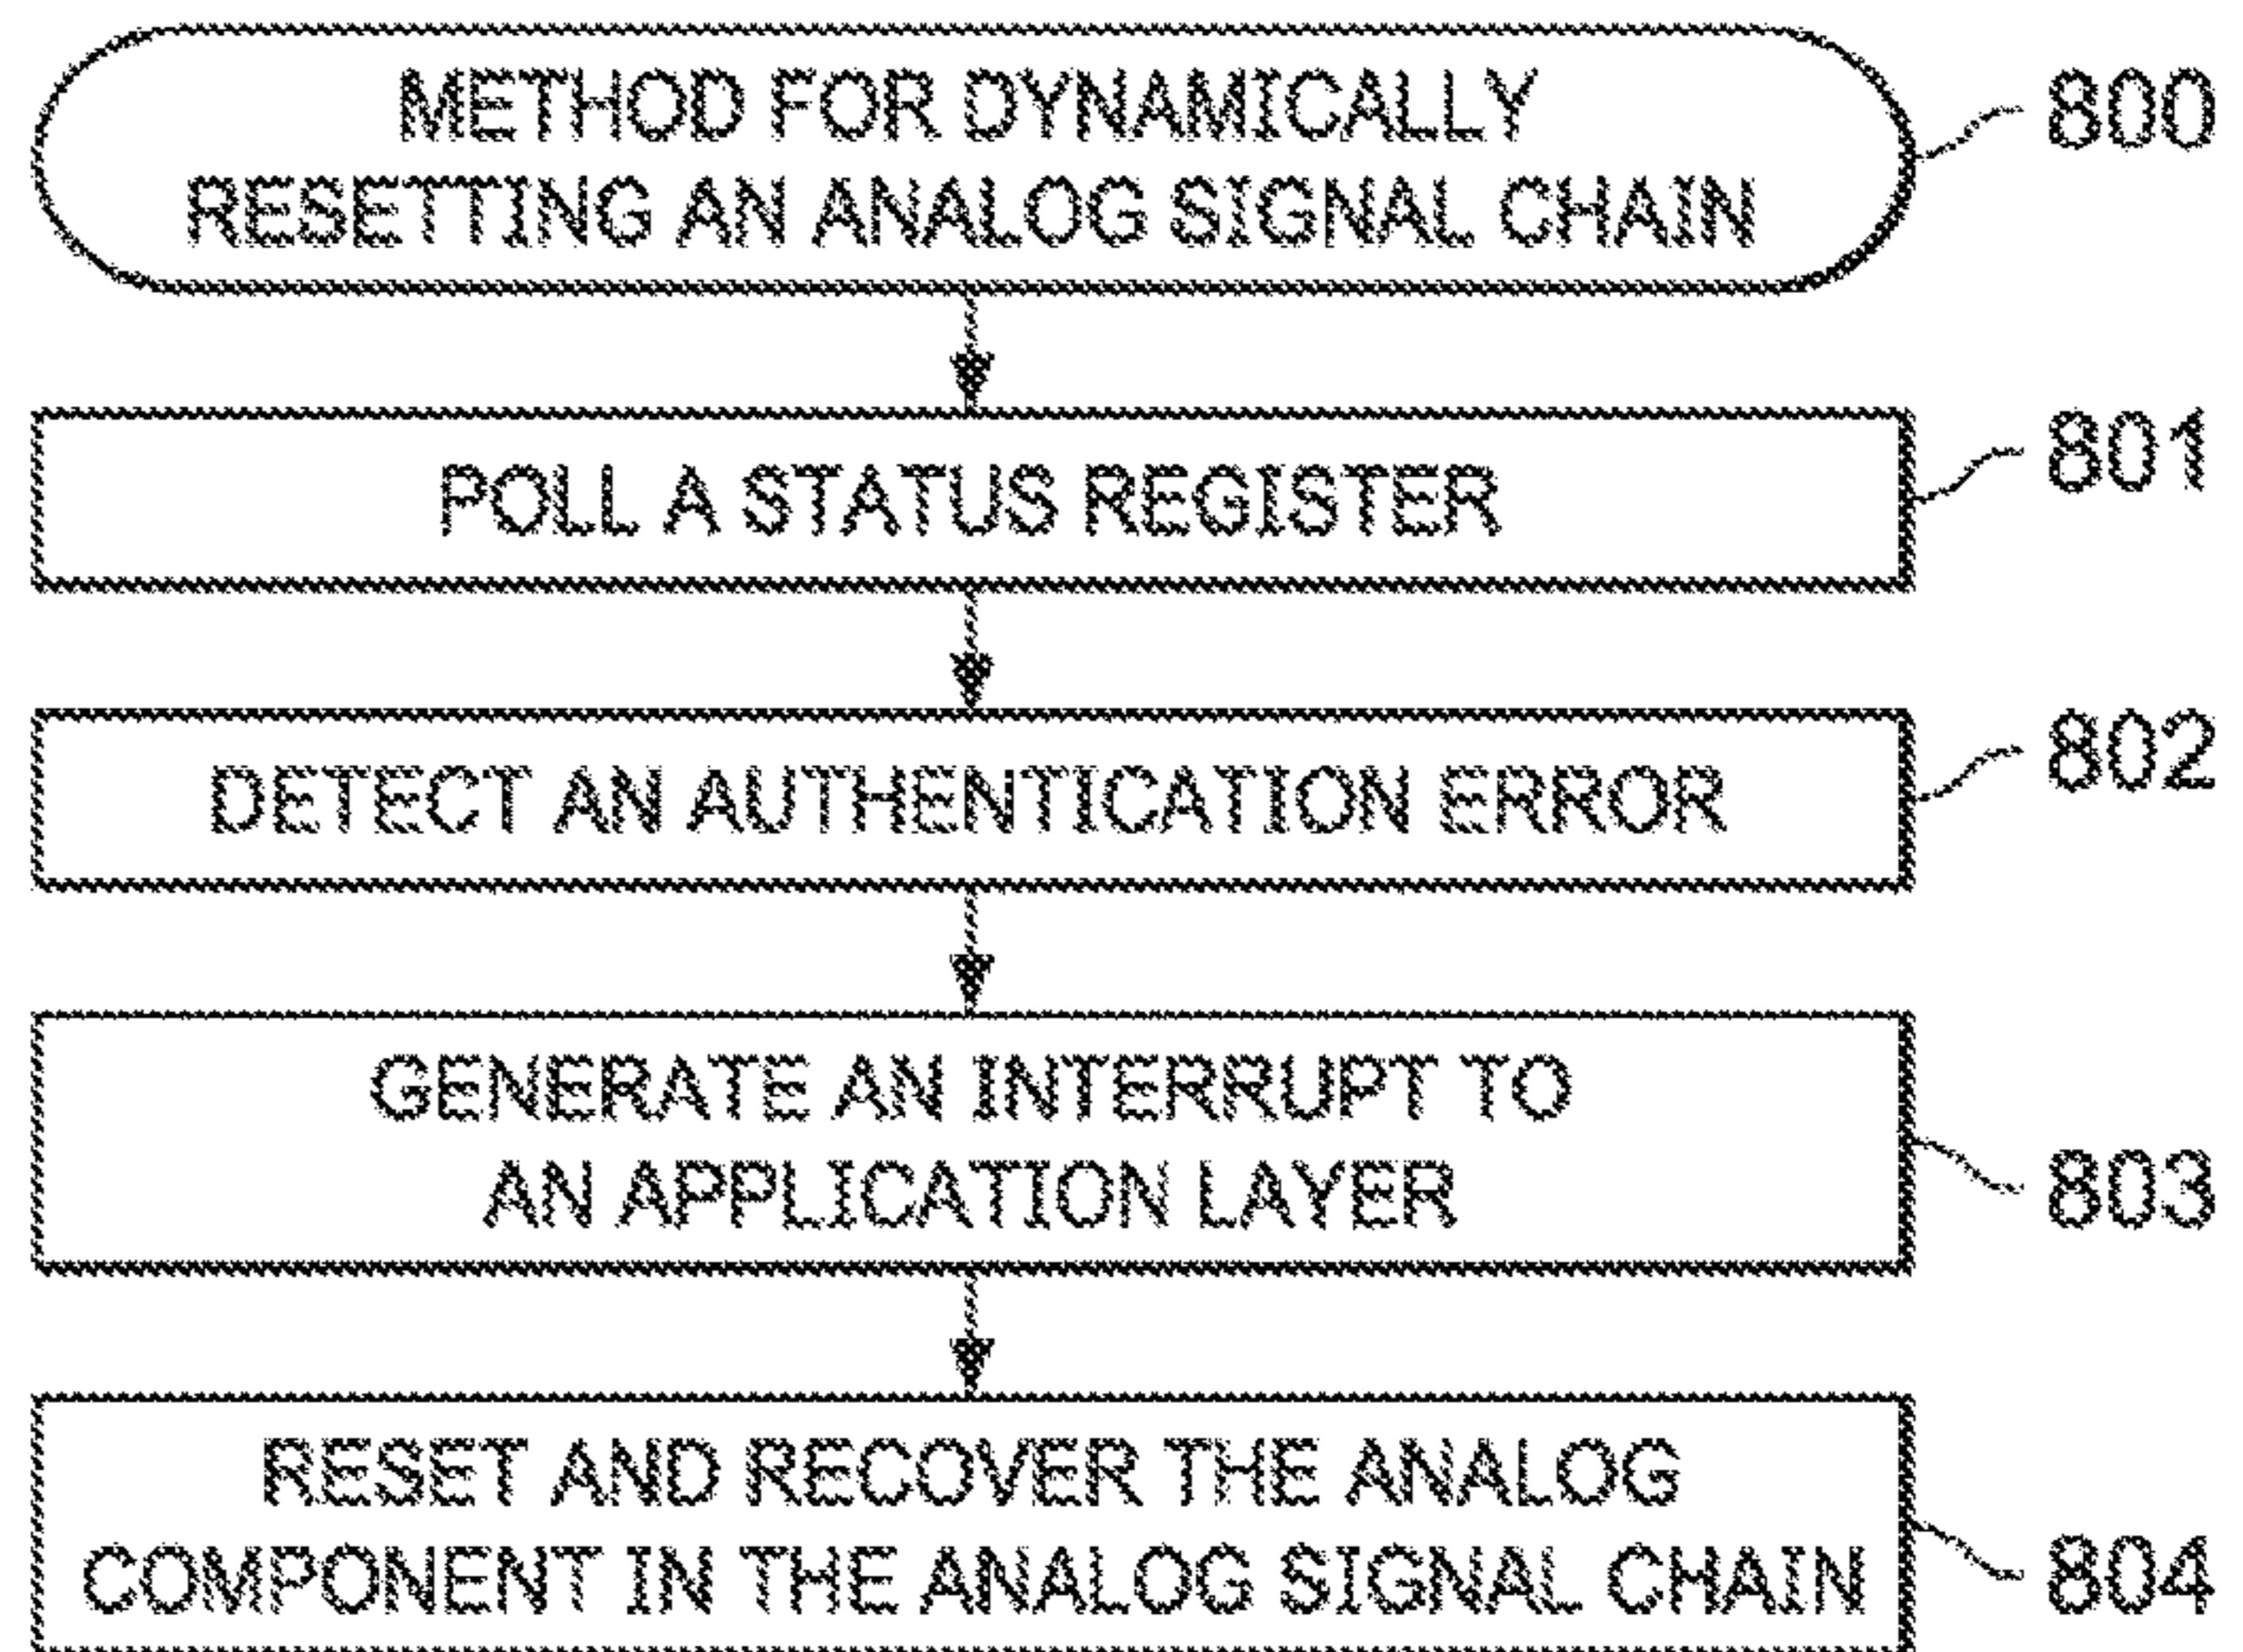 METHOD FOR DYNAMICALLY
RESETTING AN ANALOG SIGNAL CHAIN
800
POLL A STATUS REGISTER
801
DETECT AN AUTHENTICATION ERROR
802
GENERATE AN INTERRUPT TO
AN APPLICATION LAYER
803
RESET AND RECOVER THE ANALOG
COMPONENT IN THE ANALOG SIGNAL CHAIN
804